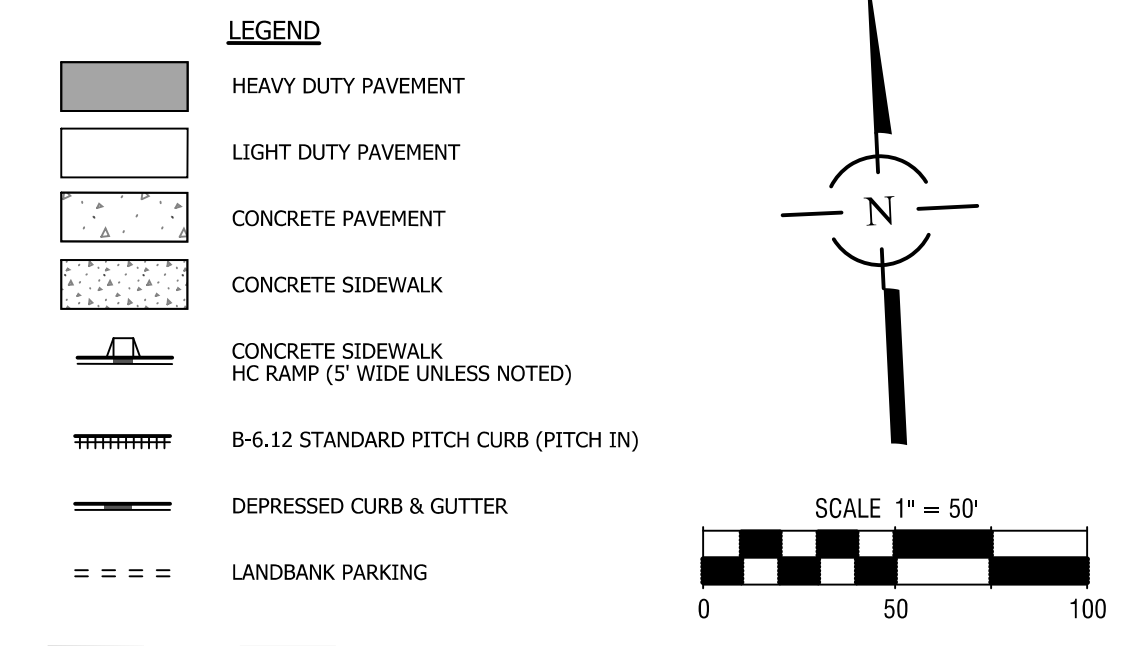 LEGEND
HEAVY DUTY PAVEMENT
LIGHT DUTY PAVEMENT
CONCRETE PAVEMENT
CONCRETE SIDEWALK
CONCRETE SIDEWALK
HC RAMP (5' WIDE UNLESS NOTED)
B-6.12 STANDARD PITCH CURB (PITCH IN)
DEPRESSED CURB & GUTTER
LANDBANK PARKING
N
SCALE 1" = 50'
0 50 100